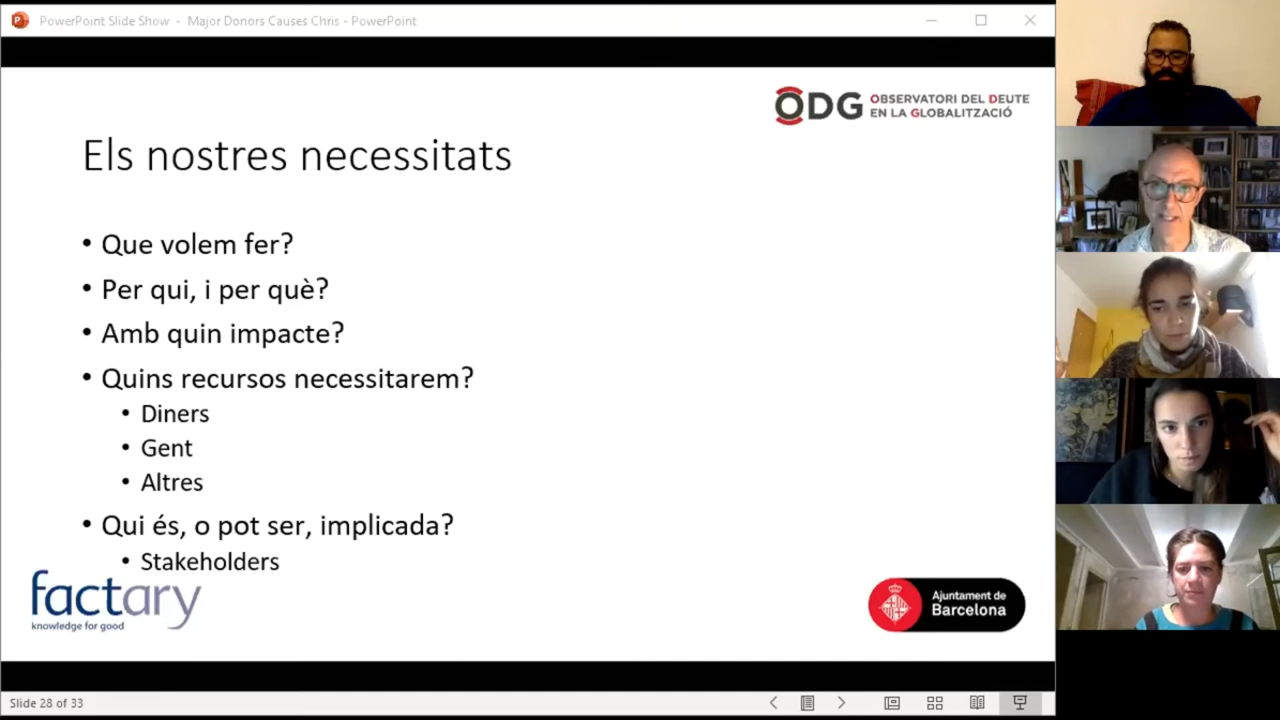 PowerPoint Slide Show - Major Donors Causes Chris - PowerPoint
ODG OBSERVATORI DEL DEUTE
EN LA GLOBALITZACIÓ
Els nostres necessitats
• Que volem fer?
• Per qui, i per què?
• Amb quin impacte?
• Quins recursos necessitarem?
• Diners
• Gent
• Altres
• Qui és, o pot ser, implicada?
• Stakeholders
factary
knowledge for good
Ajuntament de
Barcelona
Slide 28 of 33